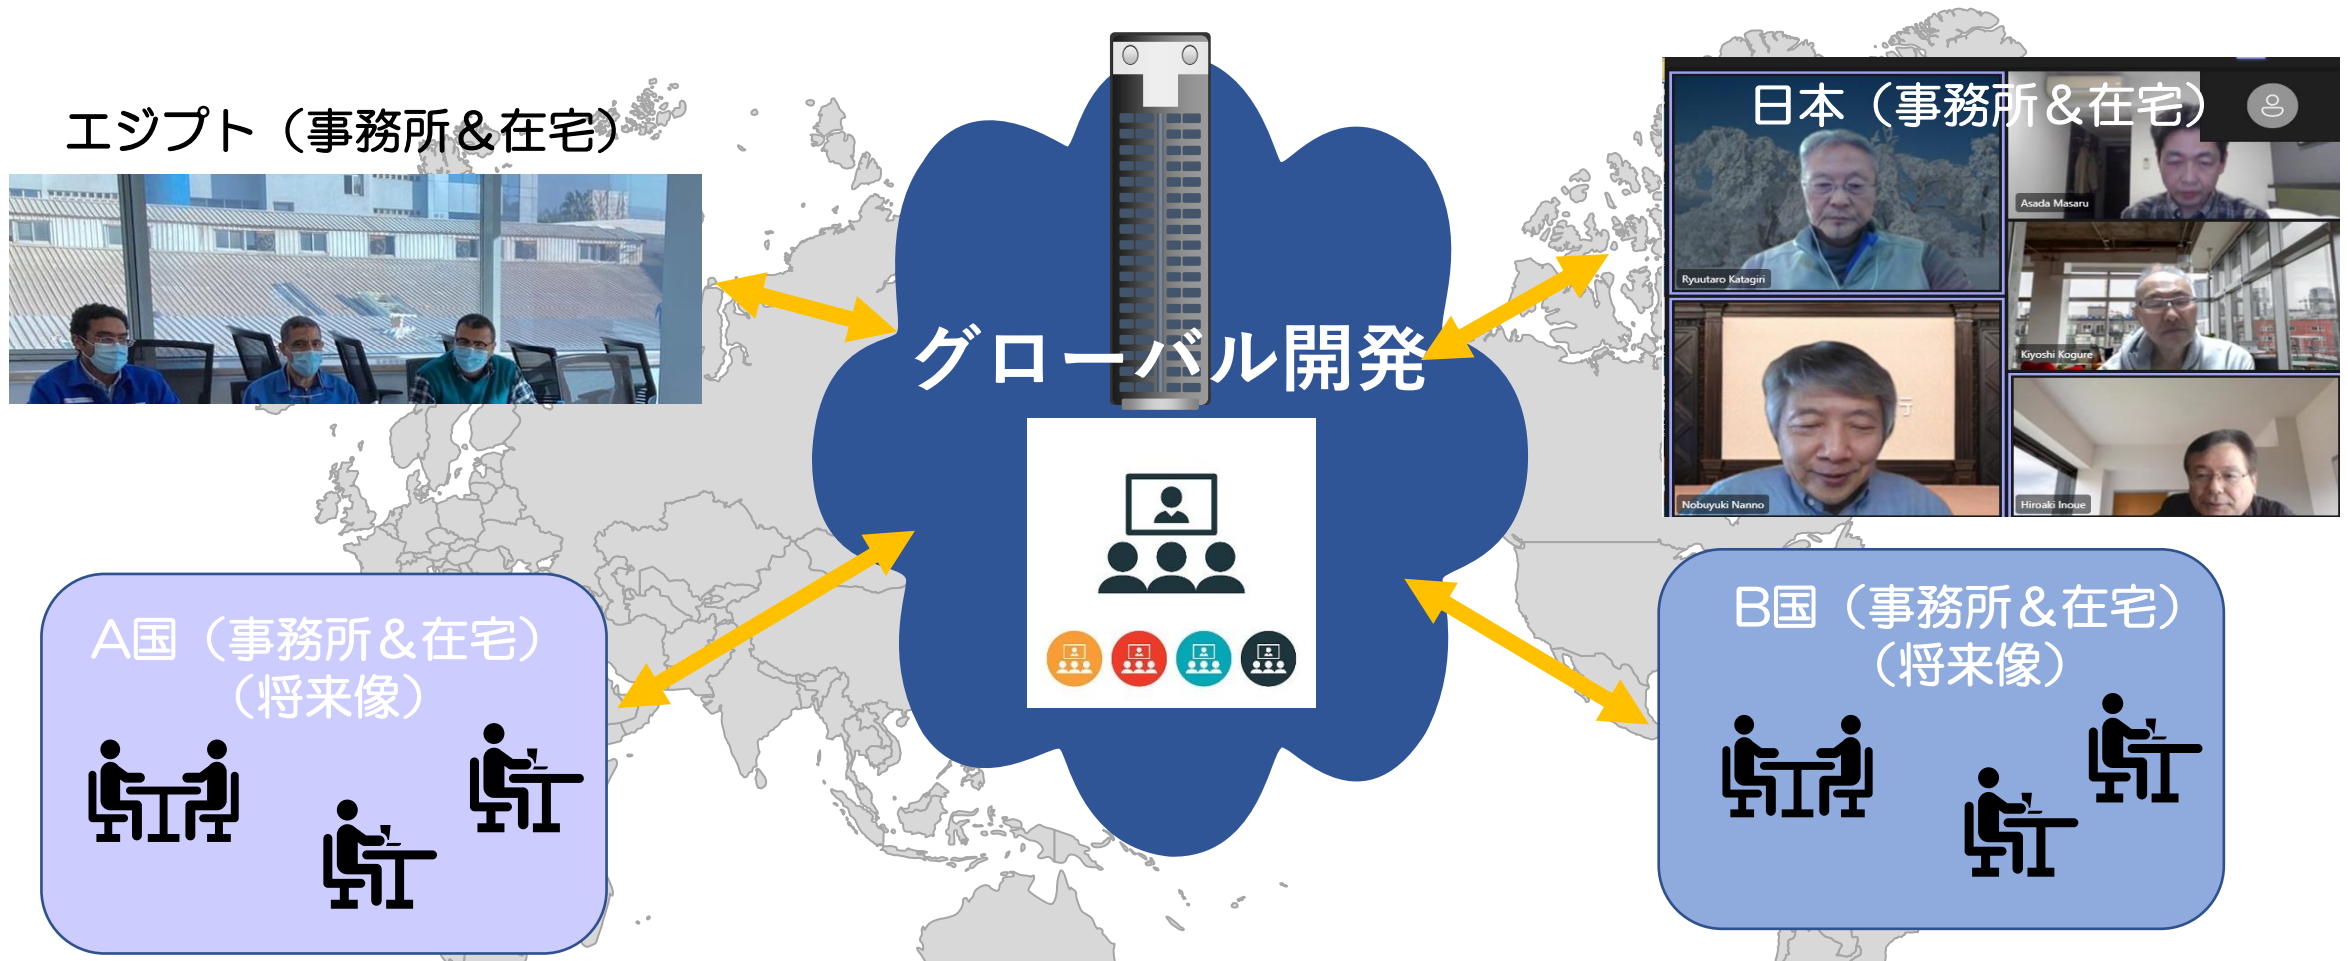 エジプト（事務所＆在宅）
日本（事務所＆在宅）
Asada Masaru
Ryuutaro Katagiri
グローバル開発
Kiyoshi Kogure
Nobuyuki Nanno
Hiroaki Inoue
A国（事務所＆在宅）
（将来像）
B国（事務所＆在宅）
（将来像）